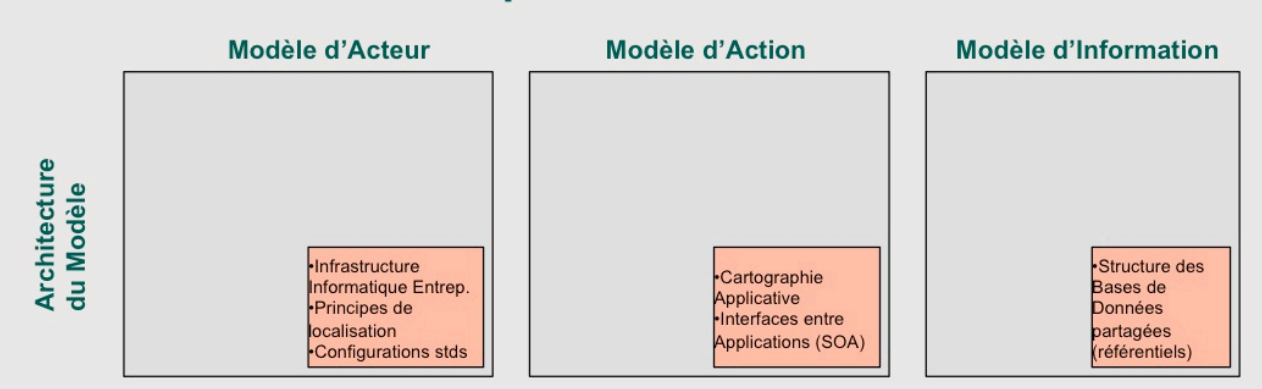 Modèle d'Acteur
Modèle d'Action
Modèle d'Information
Architecture
du Modèle
•Infrastructure
Informatique Entrep.
•Principes de
localisation
•Configurations stds
•Cartographie
Applicative
•Interfaces entre
Applications (SOA)
•Structure des
Bases de
Données
partagées
(référentiels)